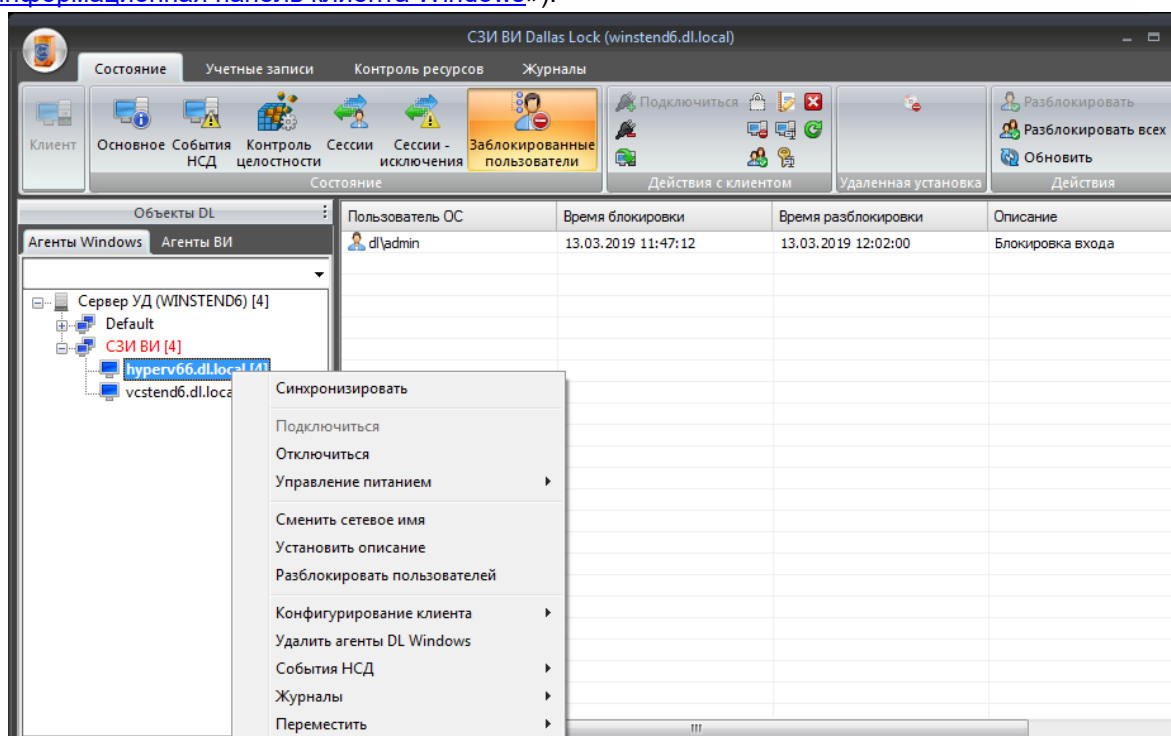 информационная панель клиента Windows»).
СЗИ ВИ Dallas Lock (winstend6.dl.local)
Состояние Учетные записи Контроль ресурсов Журналы
Клиент
Основное
События НСД
Контроль целостности
Сессии
Сессии - исключения
Заблокированные пользователи
Состояние
Подключиться
Действия с клиентом
Удаленная установка
Разблокировать
Разблокировать всех
Обновить
Действия
Объекты DL
Агенты Windows Агенты ВИ
Сервер УД (WINSTEND6) [4]
Default
СЗИ ВИ [4]
hyperv66.dl.local [4]
vcstend6.dl.loca
Пользователь ОС Время блокировки Время разблокировки Описание
dl\admin 13.03.2019 11:47:12 13.03.2019 12:02:00 Блокировка входа
Синхронизировать
Подключиться
Отключиться
Управление питанием
Сменить сетевое имя
Установить описание
Разблокировать пользователей
Конфигурирование клиента
Удалить агенты DL Windows
События НСД
Журналы
Переместить